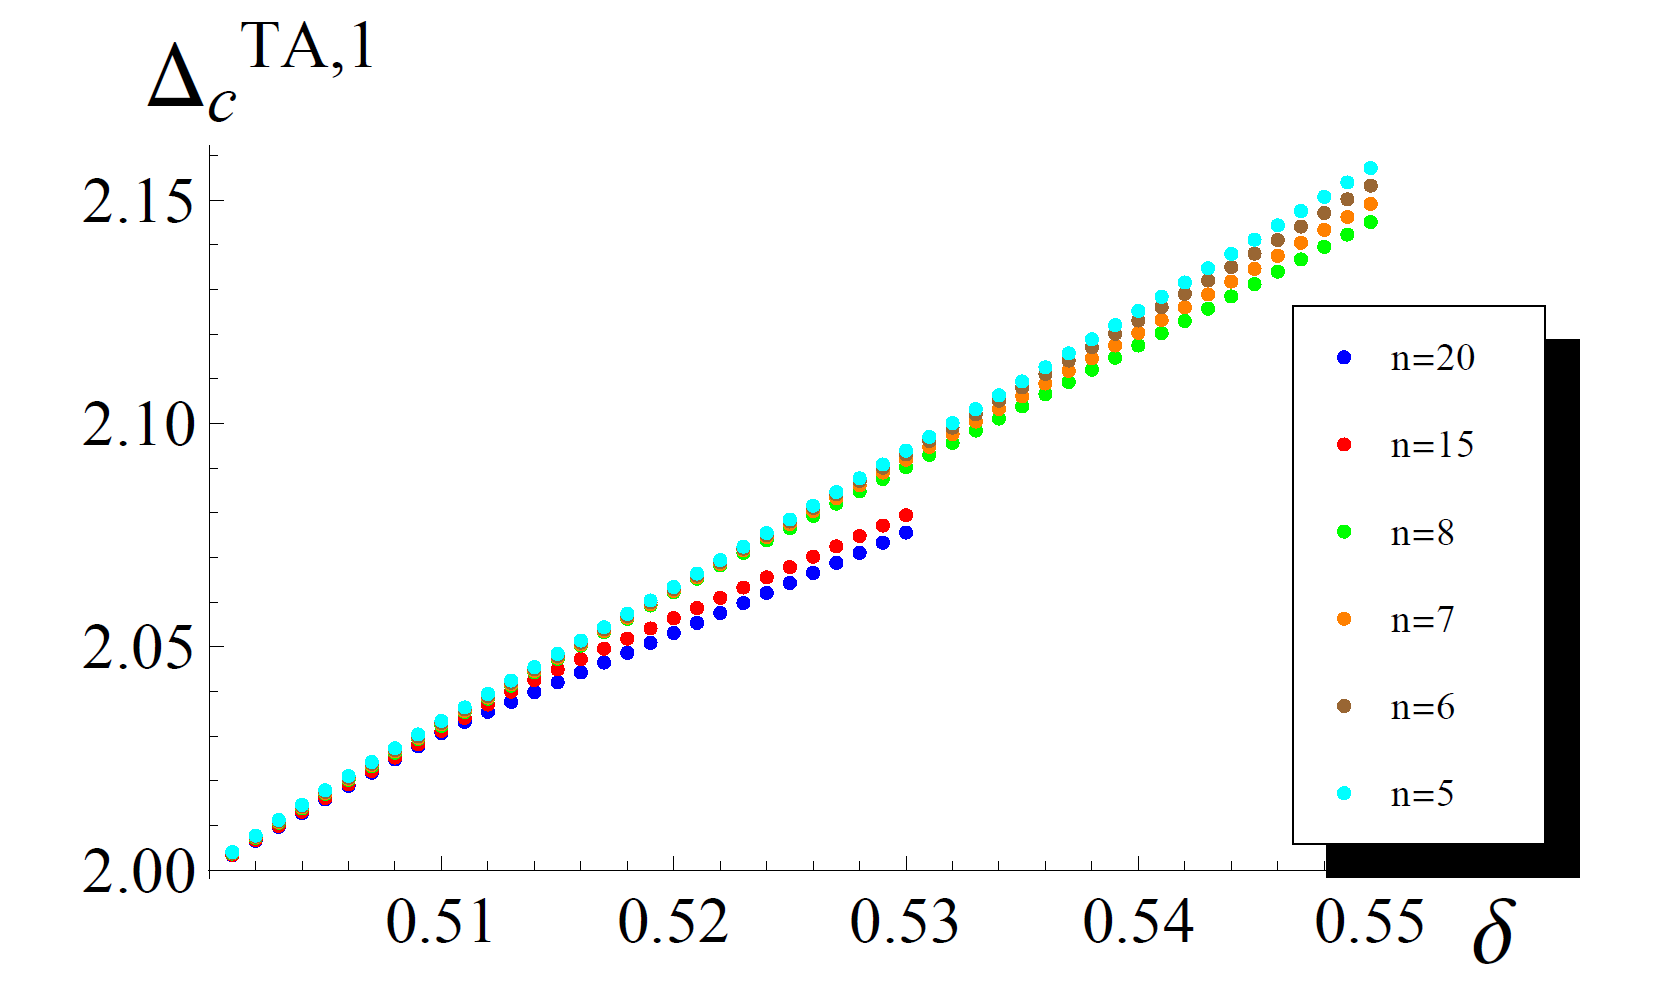 Δc TA,1
2.15
2.10
2.05
2.00
0.51 0.52 0.53 0.54 0.55 δ
n=20
n=15
n=8
n=7
n=6
n=5